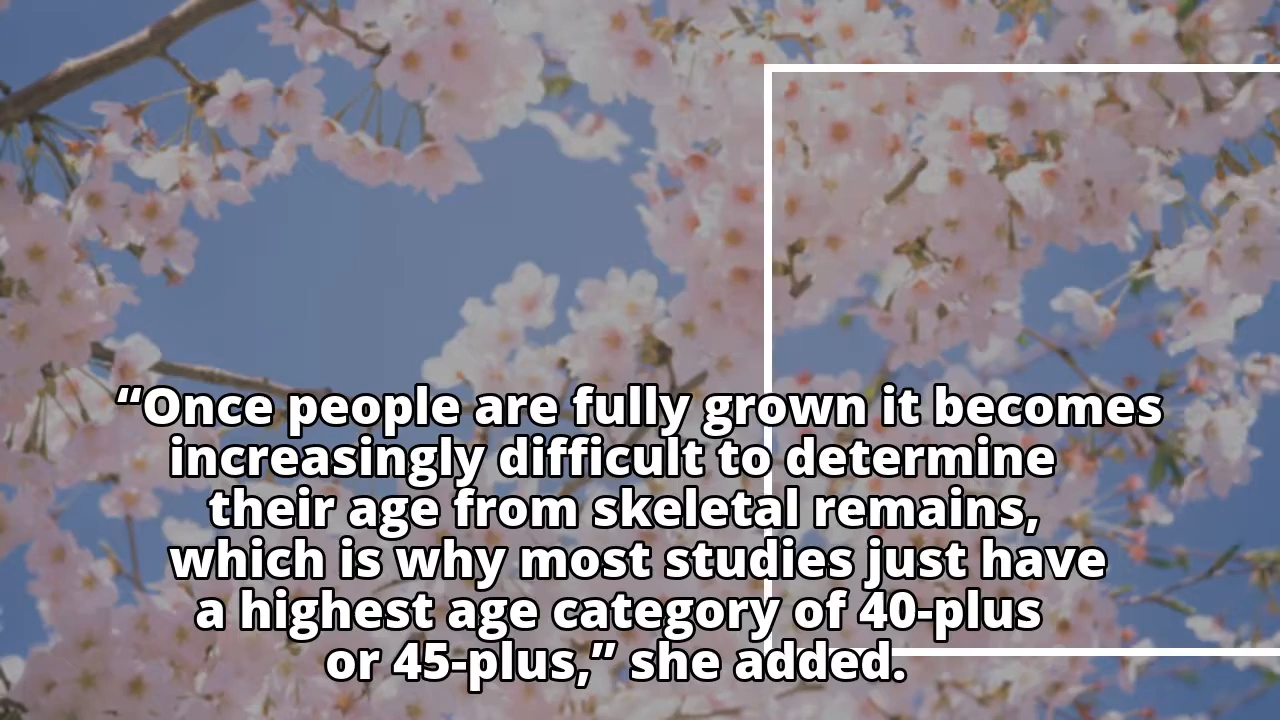 “Once people are fully grown it becomes
increasingly difficult to determine
their age from skeletal remains,
which is why most studies just have
a highest age category of 40-plus
or 45-plus,” she added.